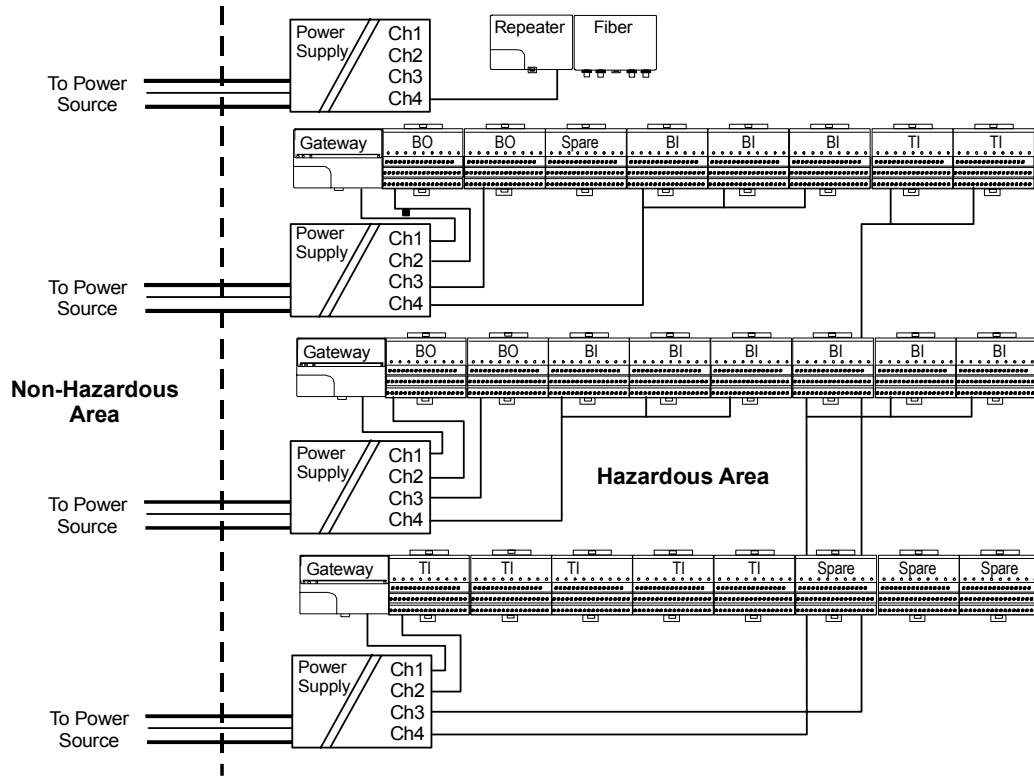 Power
Supply
Ch1
Ch2
Ch3
Ch4
Repeater
Fiber
To Power
Source
Gateway
BO
BO
Spare
BI
BI
BI
TI
TI
Power
Supply
Ch1
Ch2
Ch3
Ch4
To Power
Source
Gateway
BO
BO
BI
BI
BI
BI
BI
BI
Non-Hazardous
Area
Power
Supply
Ch1
Ch2
Ch3
Ch4
Hazardous Area
To Power
Source
Gateway
TI
TI
TI
TI
TI
Spare
Spare
Spare
Power
Supply
Ch1
Ch2
Ch3
Ch4
To Power
Source